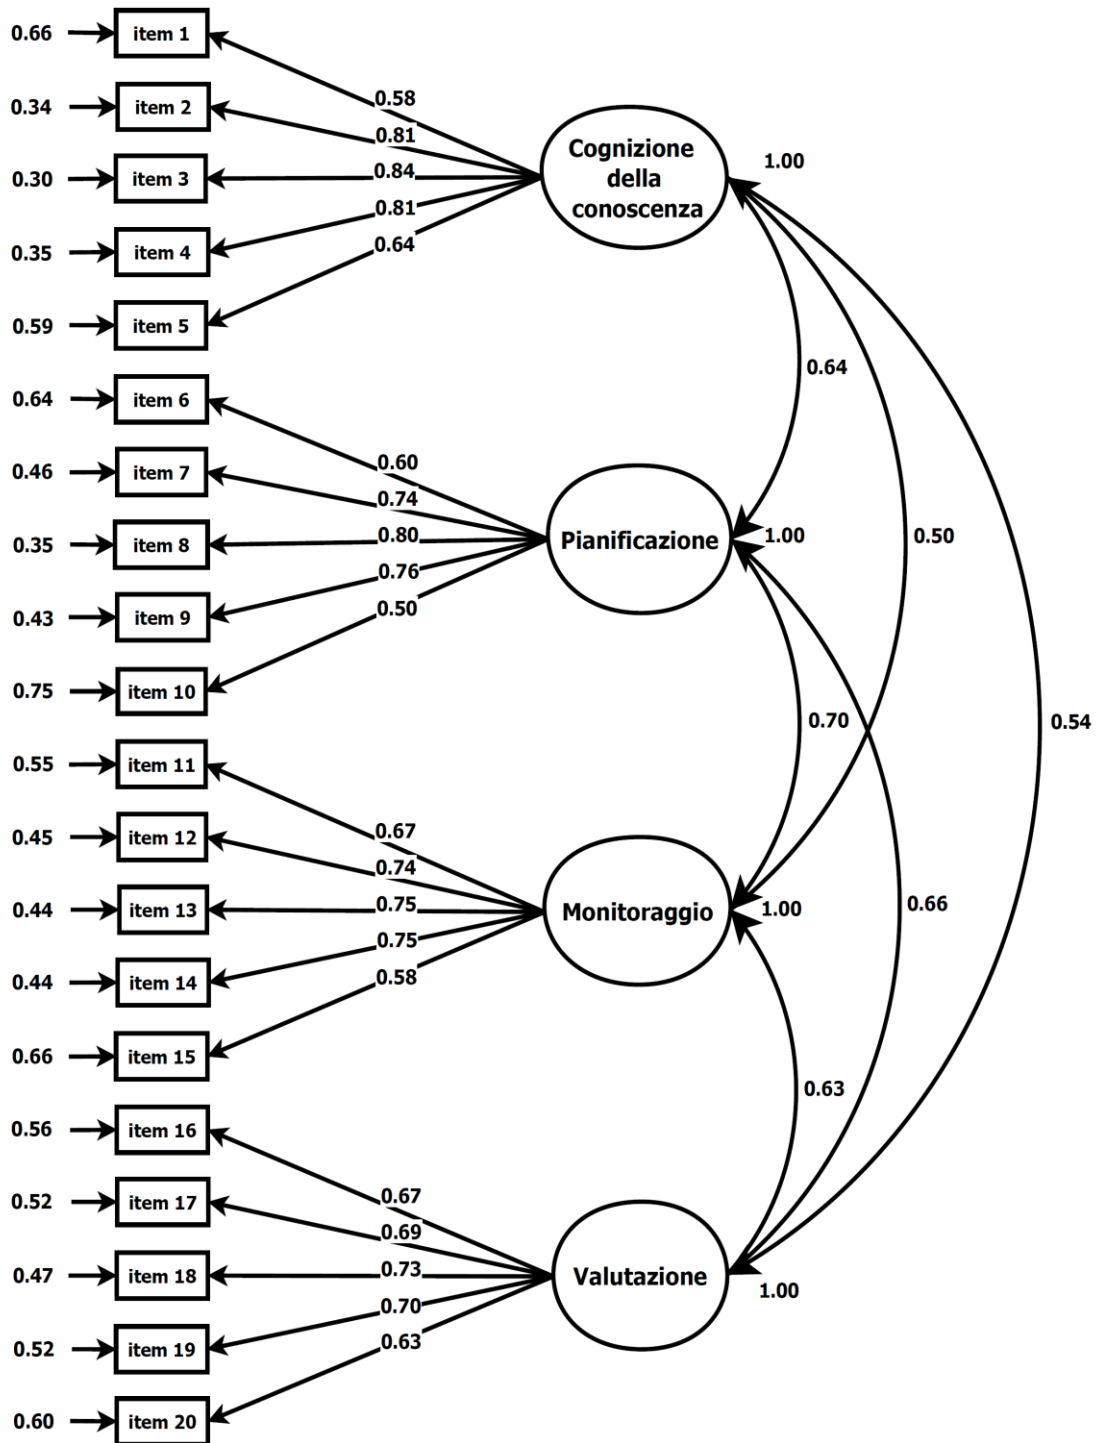 0.66 item 1
0.58
0.34 item 2
0.81
0.30 item 3
0.84
0.35 item 4
0.81
0.59 item 5
0.64
Cognizione
della
conoscenza
1.00
0.64 item 6
0.60
0.46 item 7
0.74
0.35 item 8
0.80
0.43 item 9
0.76
0.75 item 10
0.50
Pianificazione
1.00
0.64
0.50
0.55 item 11
0.67
0.45 item 12
0.74
0.44 item 13
0.75
0.44 item 14
0.75
0.66 item 15
0.58
Monitoraggio
1.00
0.70
0.54
0.66
0.56 item 16
0.67
0.52 item 17
0.69
0.47 item 18
0.73
0.52 item 19
0.70
0.60 item 20
0.63
Valutazione
1.00
0.63